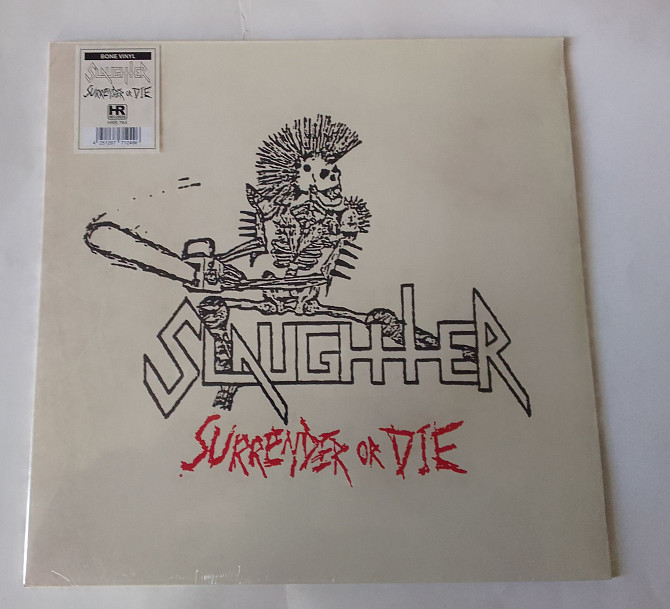 BONE VINYL
SLAUGHTER
SURRENDER OR DIE
HR
SLAUGHTER
SURRENDER OR DIE